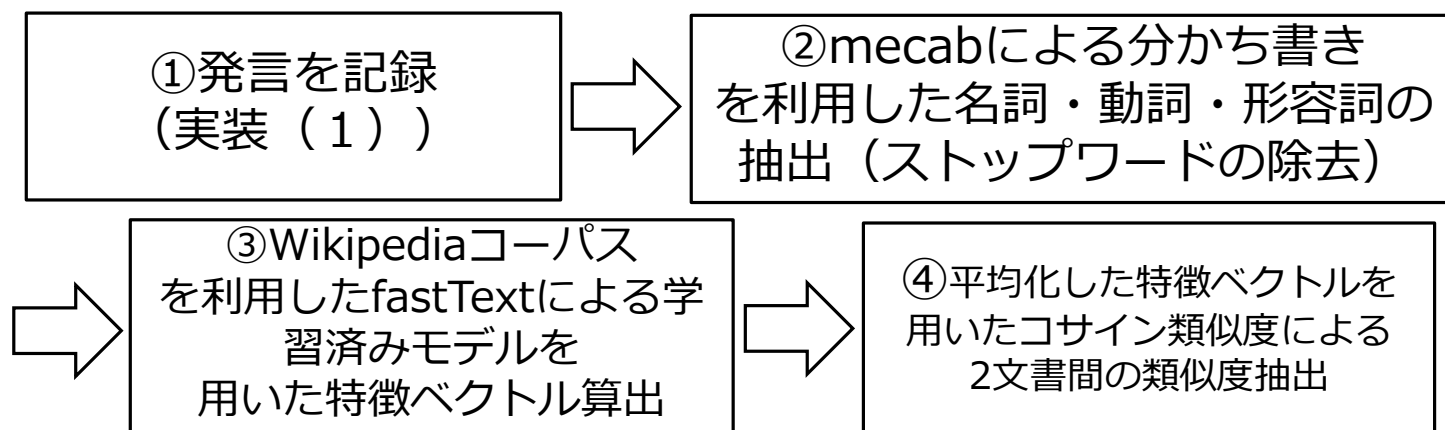 ①発言を記録
（実装（１））
②mecabによる分かち書き
を利用した名詞・動詞・形容詞の
抽出（ストップワードの除去）
③Wikipediaコーパス
を利用したfastTextによる学
習済みモデルを
用いた特徴ベクトル算出
④平均化した特徴ベクトルを
用いたコサイン類似度による
2文書間の類似度抽出